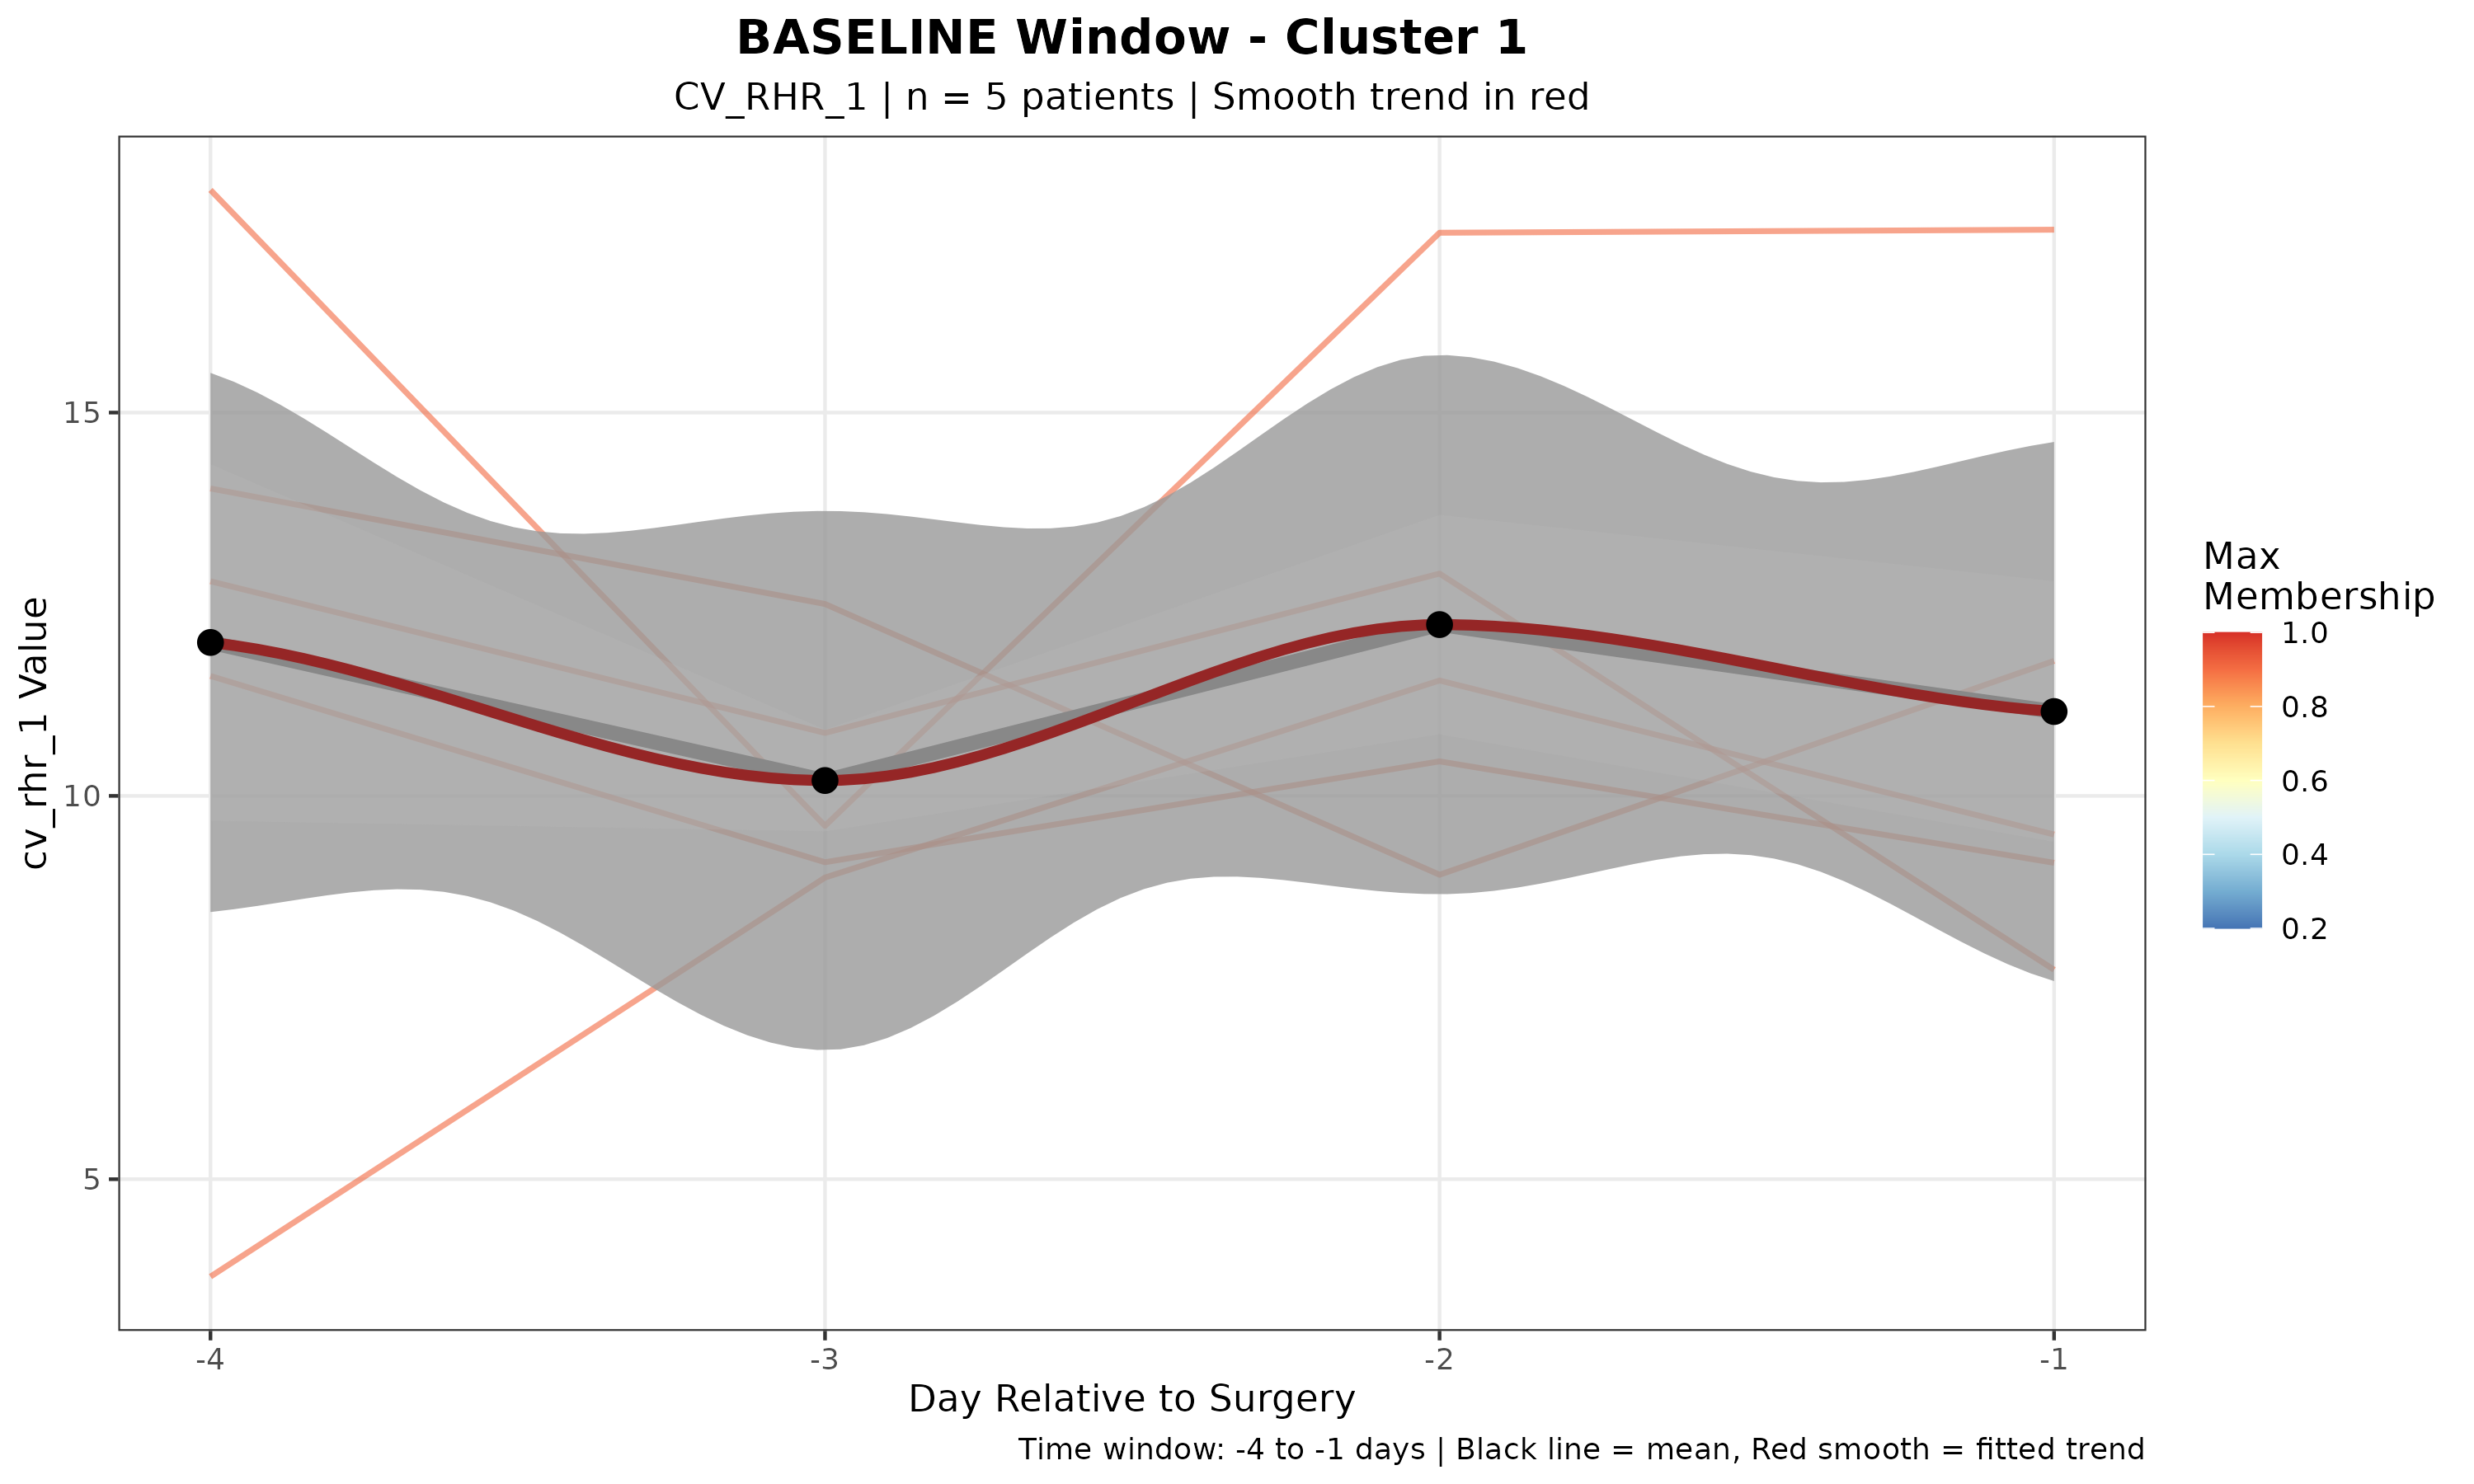 BASELINE Window - Cluster 1
CV_RHR_1 | n = 5 patients | Smooth trend in red
cv_rhr_1 Value
15
10
5
-4
-3
-2
-1
Day Relative to Surgery
Time window: -4 to -1 days | Black line = mean, Red smooth = fitted trend
Max
Membership
1.0
0.8
0.6
0.4
0.2